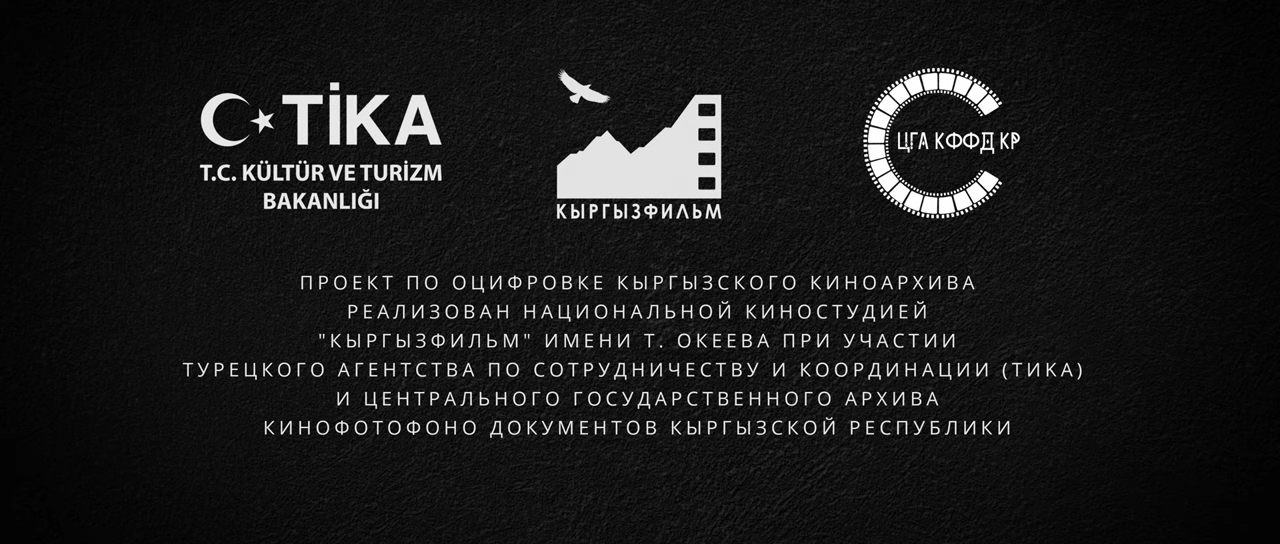 TİKA
T.C. KÜLTÜR VE TURİZM
BAKANLIĞI
КЫРГЫЗФИЛЬМ
ЦГА КФФД КР
ПРОЕКТ ПО ОЦИФРОВКЕ КЫРГЫЗСКОГО КИНОАРХИВА
РЕАЛИЗОВАН НАЦИОНАЛЬНОЙ КИНОСТУДИЕЙ
"КЫРГЫЗФИЛЬМ" ИМЕНИ Т. ОКЕЕВА ПРИ УЧАСТИИ
ТУРЕЦКОГО АГЕНТСТВА ПО СОТРУДНИЧЕСТВУ И КООРДИНАЦИИ (ТИКА)
И ЦЕНТРАЛЬНОГО ГОСУДАРСТВЕННОГО АРХИВА
КИНОФОТОФОНО ДОКУМЕНТОВ КЫРГЫЗСКОЙ РЕСПУБЛИКИ